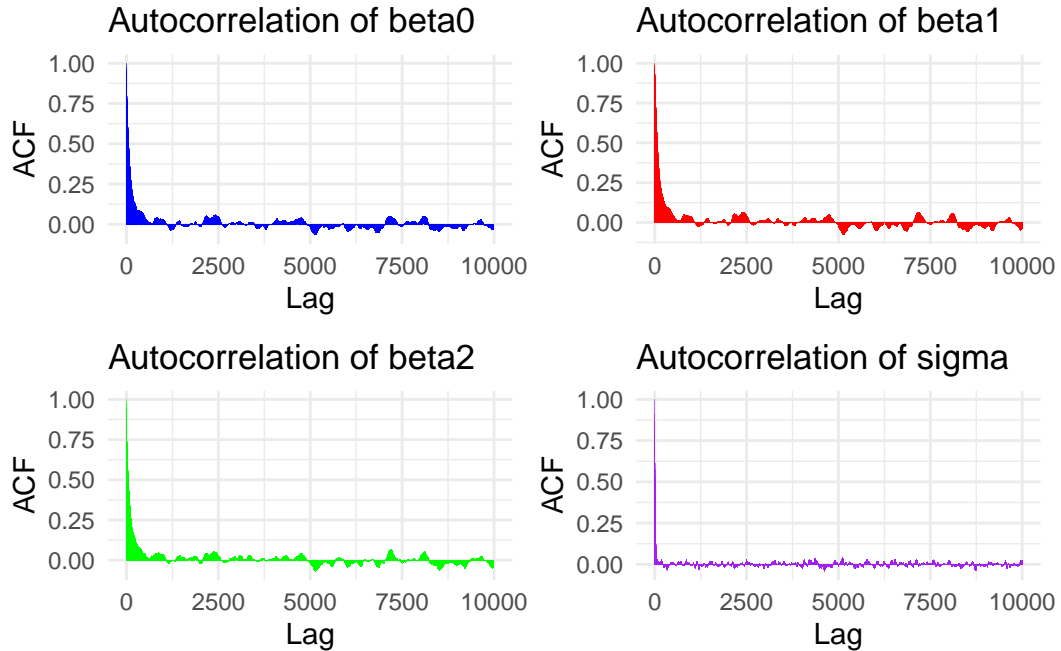 Autocorrelation of beta0
1.00
0.75
0.50
0.25
0.00
ACF
0 2500 5000 7500 10000
Lag
Autocorrelation of beta1
1.00
0.75
0.50
0.25
0.00
ACF
0 2500 5000 7500 10000
Lag
Autocorrelation of beta2
1.00
0.75
0.50
0.25
0.00
ACF
0 2500 5000 7500 10000
Lag
Autocorrelation of sigma
1.00
0.75
0.50
0.25
0.00
ACF
0 2500 5000 7500 10000
Lag